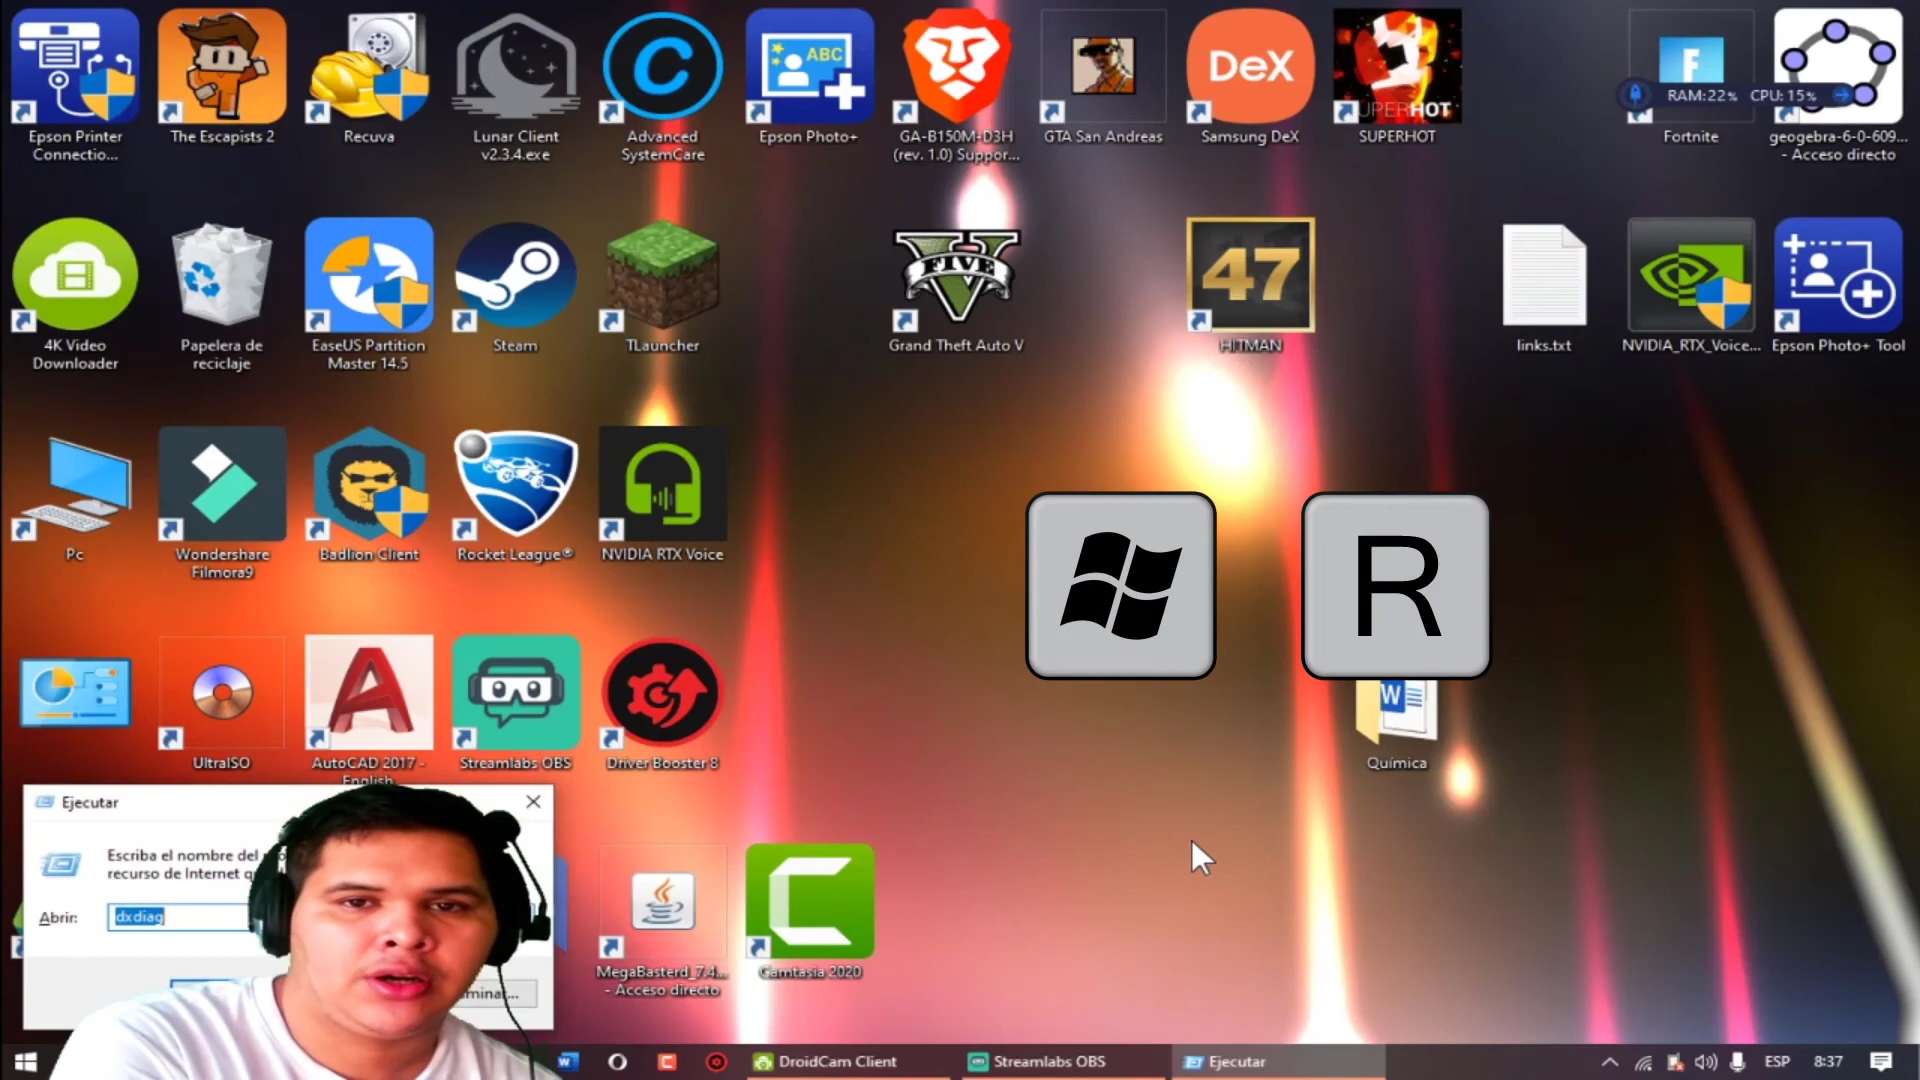 ABC
DeX
SUPERHOT
F
RAM:22% CPU: 15%
Epson Printer
Connectio...
The Escapists 2
Recuva
Lunar Client
v2.3.4.exe
Advanced
SystemCare
Epson Photo+
GA-B150M-D3H
(rev. 1.0) Suppor...
GTA San Andreas
Samsung DeX
SUPERHOT
Fortnite
geogebra-6-0-609...
- Acceso directo
FIVE
47
4K Video
Downloader
Papelera de
reciclaje
EaseUS Partition
Master 14.5
Steam
TLauncher
Grand Theft Auto V
HITMAN
links.txt
NVIDIA_RTX_Voice...
Epson Photo+ Tool
Pc
Wondershare
Filmora9
Badlion Client
Rocket League®
NVIDIA RTX Voice
R
W
UltraISO
AutoCAD 2017 -
English
Streamlabs OBS
Driver Booster 8
Química
Ejecutar
Escriba el nombre del
recurso de Internet
Abrir:
dxdiag
MegaBasterd_7.4...
- Acceso directo
Camtasia 2020
DroidCam Client
Streamlabs OBS
Ejecutar
ESP
8:37